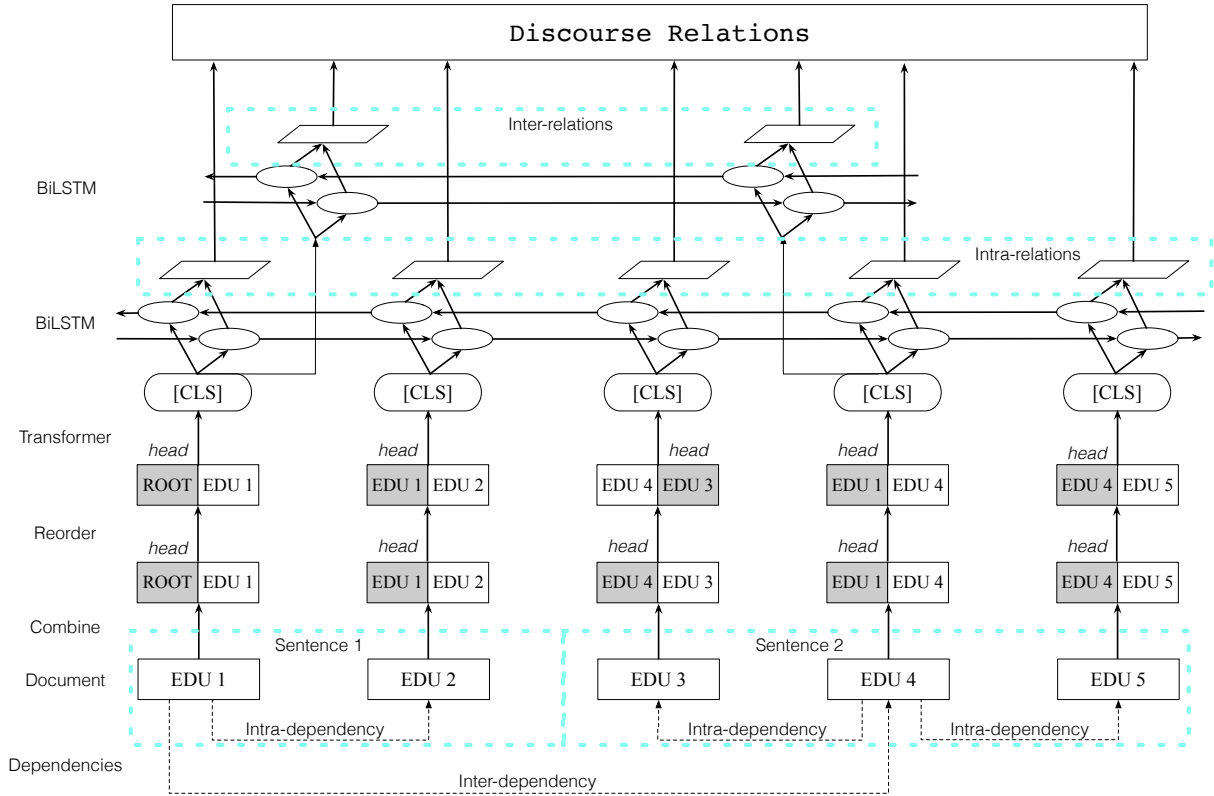 Discourse Relations
Inter-relations
BiLSTM
Intra-relations
BiLSTM
[CLS] [CLS] [CLS] [CLS] [CLS]
Transformer
head head head head head
ROOT EDU 1 EDU 1 EDU 2 EDU 4 EDU 3 EDU 1 EDU 4 EDU 4 EDU 5
Reorder
head head head head head
ROOT EDU 1 EDU 1 EDU 2 EDU 4 EDU 3 EDU 1 EDU 4 EDU 4 EDU 5
Combine
Sentence 1 Sentence 2
Document EDU 1 EDU 2 EDU 3 EDU 4 EDU 5
Intra-dependency Intra-dependency Intra-dependency
Dependencies
Inter-dependency